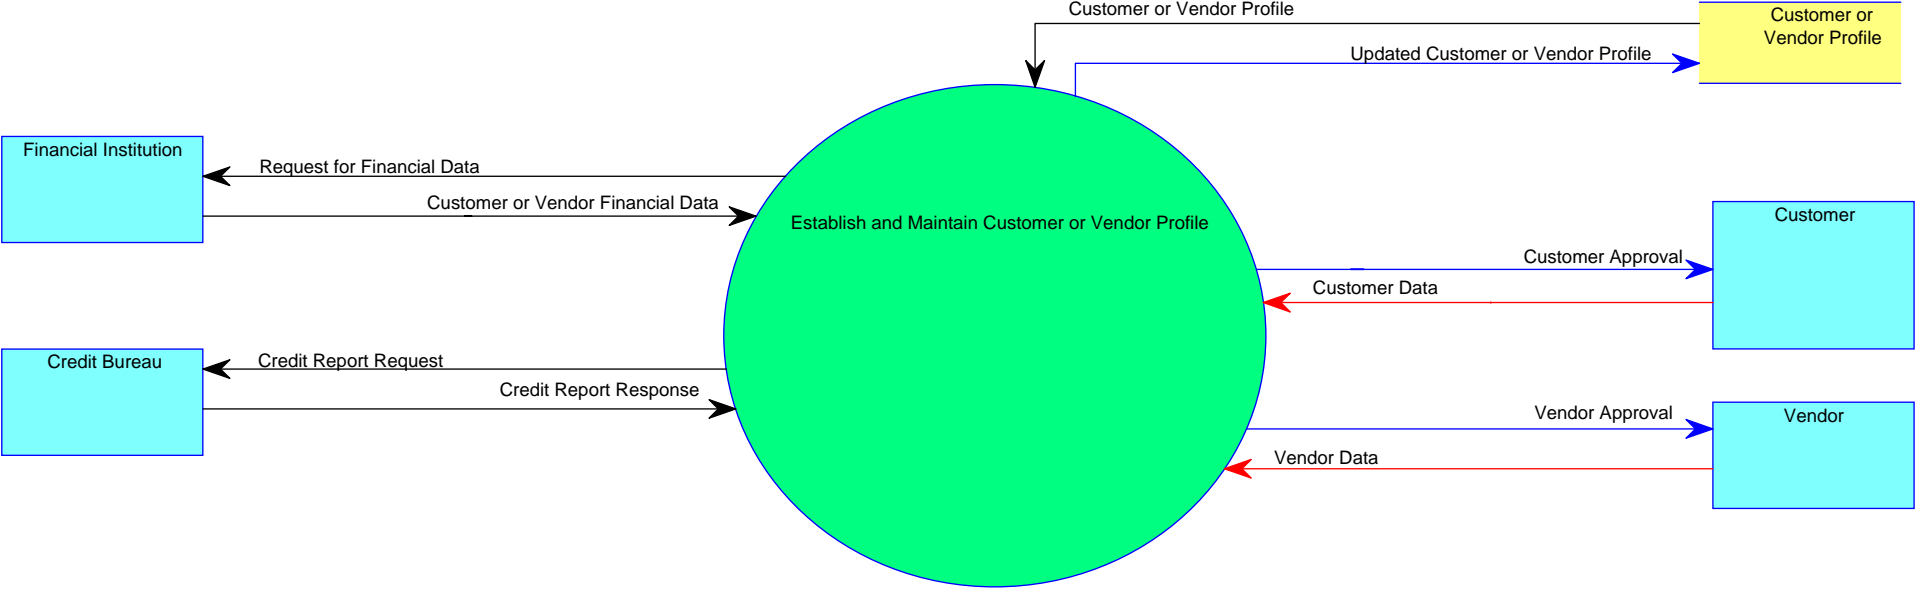 Customer or Vendor Profile
Customer or
Vendor Profile
Updated Customer or Vendor Profile
Financial Institution
Request for Financial Data
Customer or Vendor Financial Data
Establish and Maintain Customer or Vendor Profile
Customer
Customer Approval
Customer Data
Credit Bureau
Credit Report Request
Credit Report Response
Vendor Approval
Vendor
Vendor Data